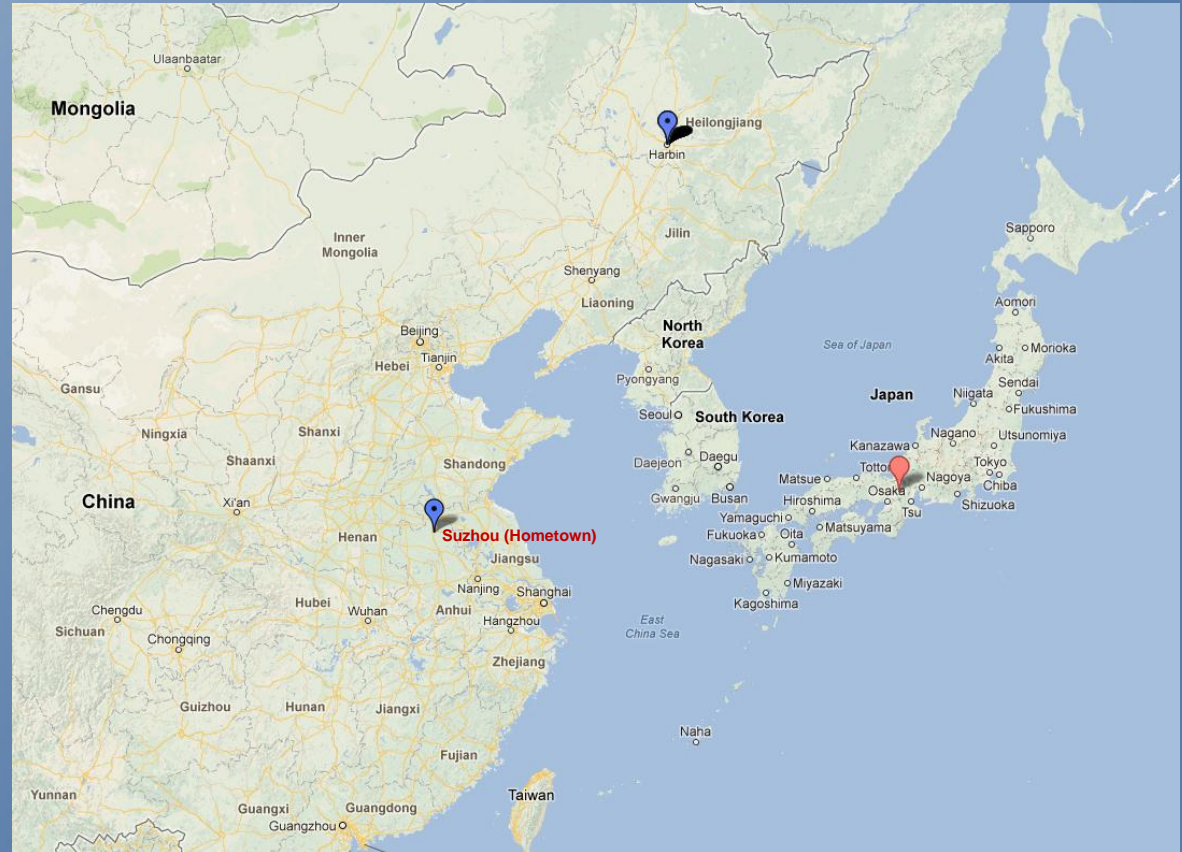 Ulaanbaatar
Mongolia
Heilongjiang
Harbin
Sapporo
Jilin
Inner
Mongolia
Shenyang
Liaoning
Aomori
North
Korea
Beijing
Sea of Japan
Morioka
Akita
Tianjin
Hebei
Pyongyang
Sendai
Gansu
Japan
Niigata
Fukushima
Seoul
South Korea
Ningxia
Shanxi
Nagano
Utsunomiya
Kanazawa
Shaanxi
Daegu
Shandong
Daejeon
Tokyo
Totto
Matsue
Nagoya
Chiba
Osaka
China
Xi'an
Gwangju
Busan
Hiroshima
Shizuoka
Tsu
Yamaguchi
Matsuyama
Henan
Suzhou (Hometown)
Fukuoka
Oita
Jiangsu
Nagasaki
Kumamoto
Nanjing
Shanghai
Miyazaki
Hubei
Kagoshima
Chengdu
Wuhan
Anhui
Hangzhou
East
China Sea
Sichuan
Chongqing
Zhejiang
Guizhou
Hunan
Jiangxi
Naha
Fujian
Yunnan
Taiwan
Guangxi
Guangdong
Guangzhou